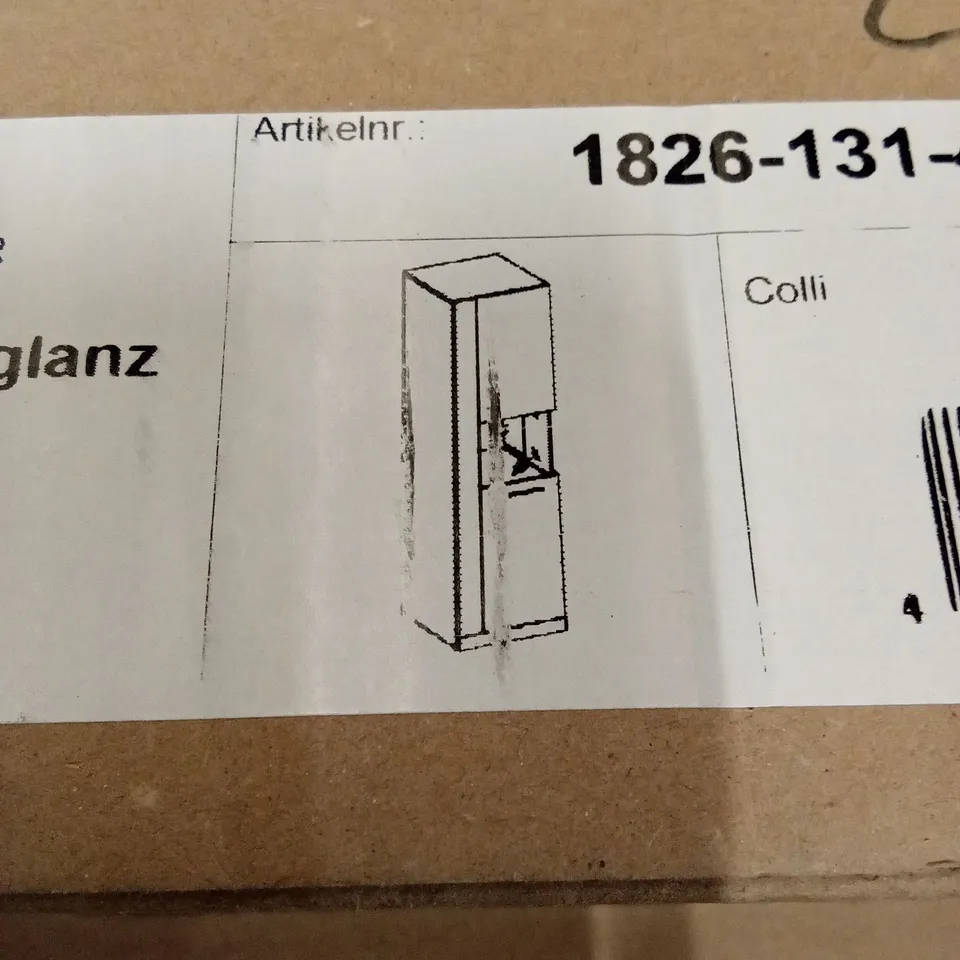 Artikelnr.:
1826-131-
glanz
Colli
4